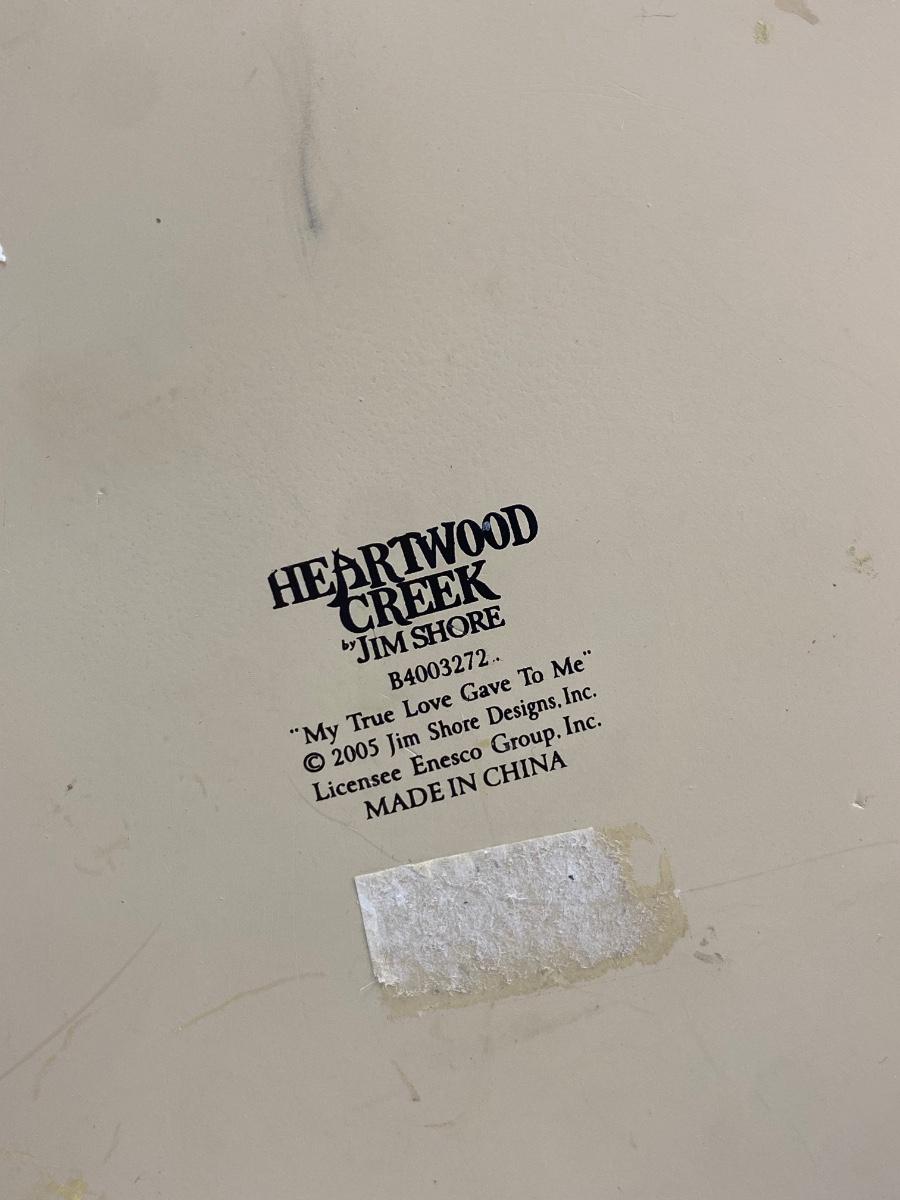 HEARTWOOD
CREEK
by JIM SHORE
B4003272..
"My True Love Gave To Me"
© 2005 Jim Shore Designs, Inc.
Licensee Enesco Group, Inc.
MADE IN CHINA